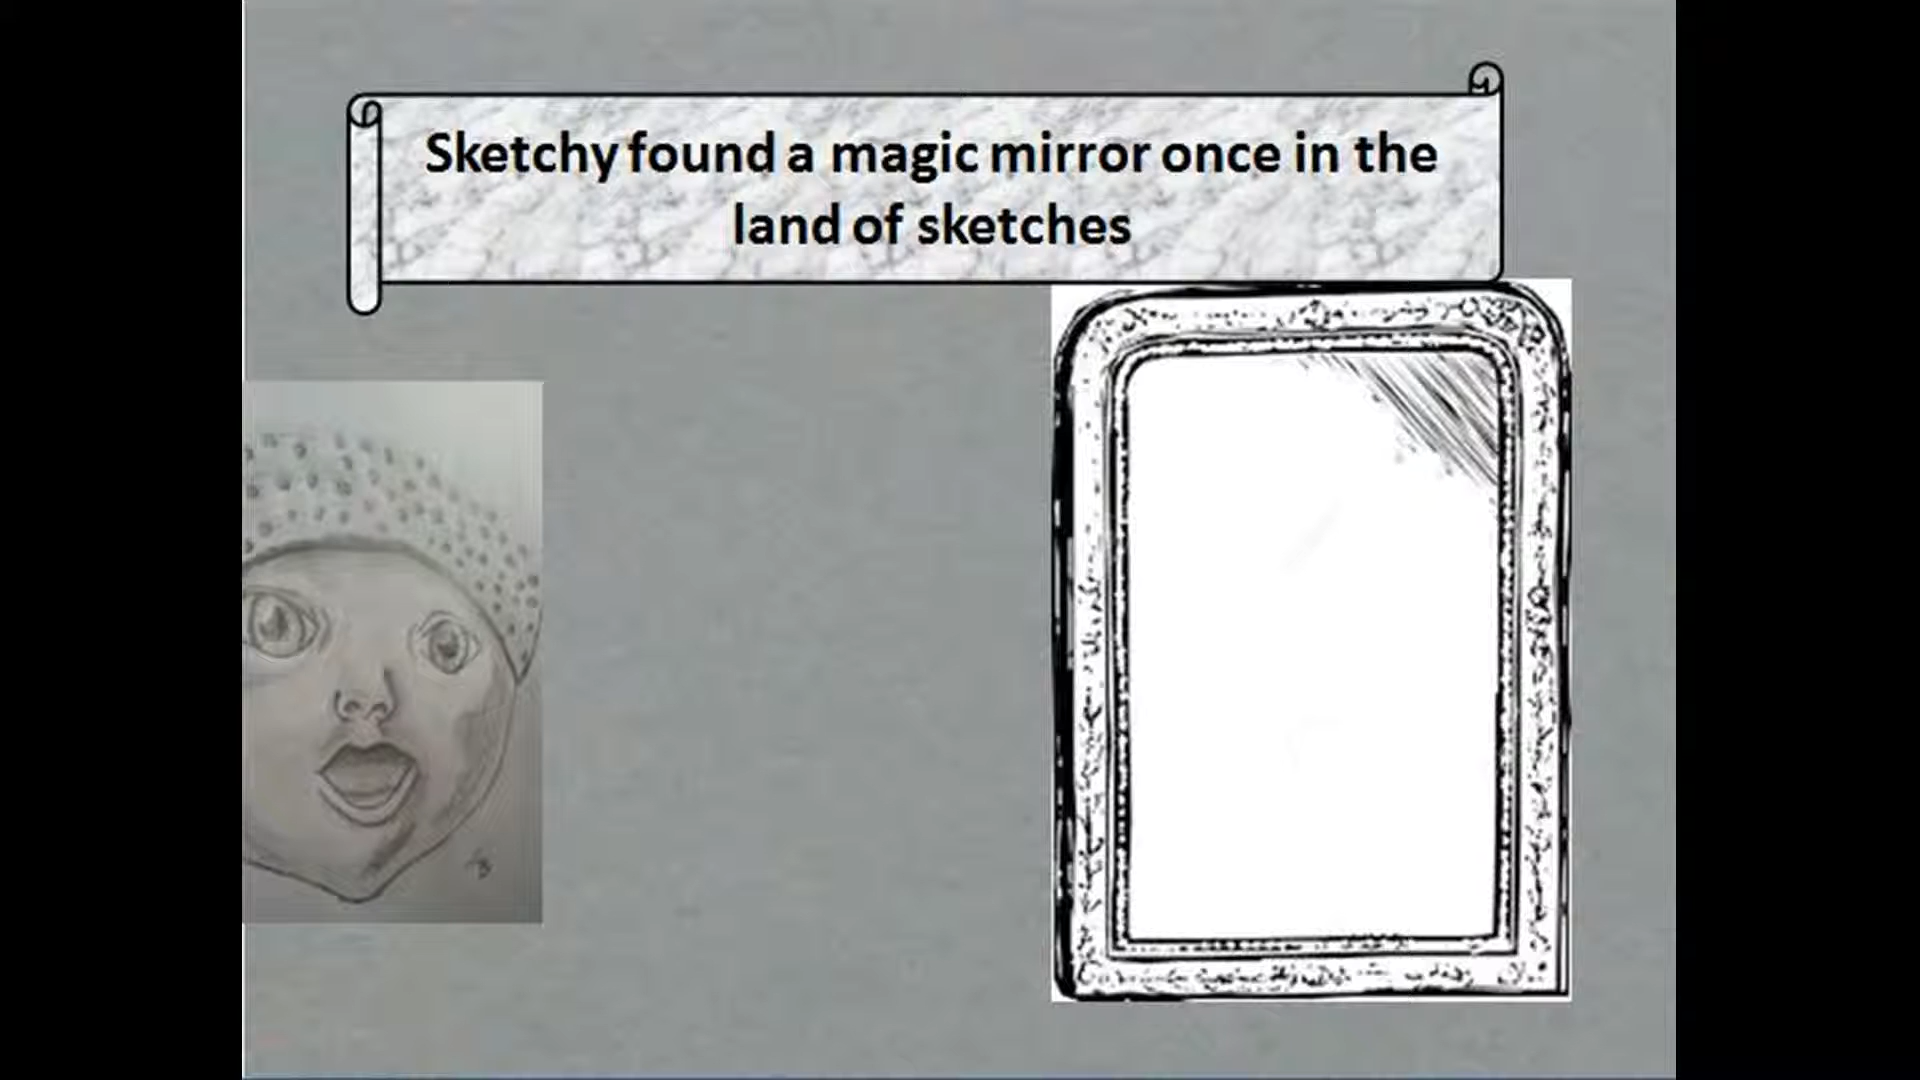 Sketchy found a magic mirror once in the
land of sketches